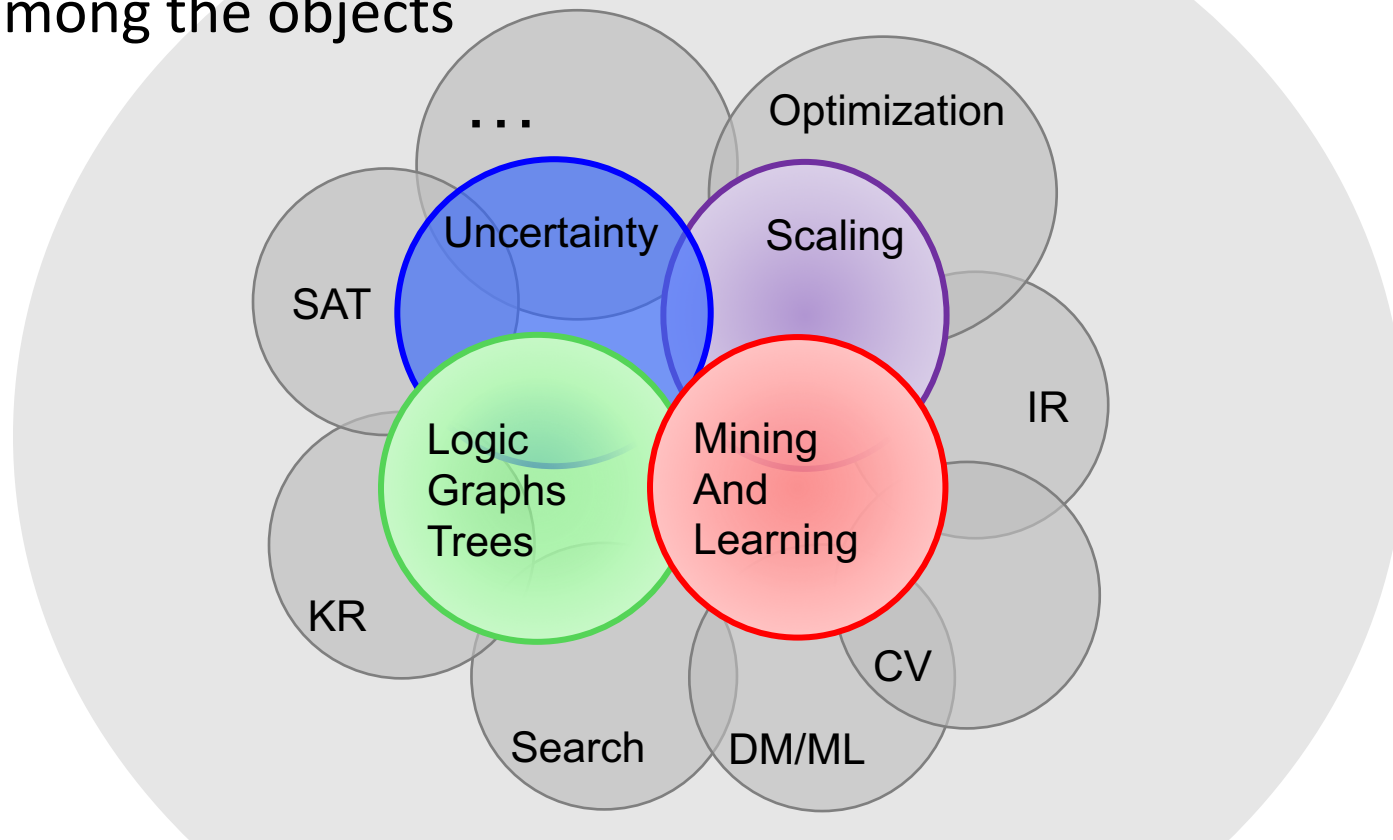 mong the objects
...
Optimization
Uncertainty
Scaling
SAT
IR
Logic
Graphs
Trees
Mining
And
Learning
KR
CV
Search
DM/ML